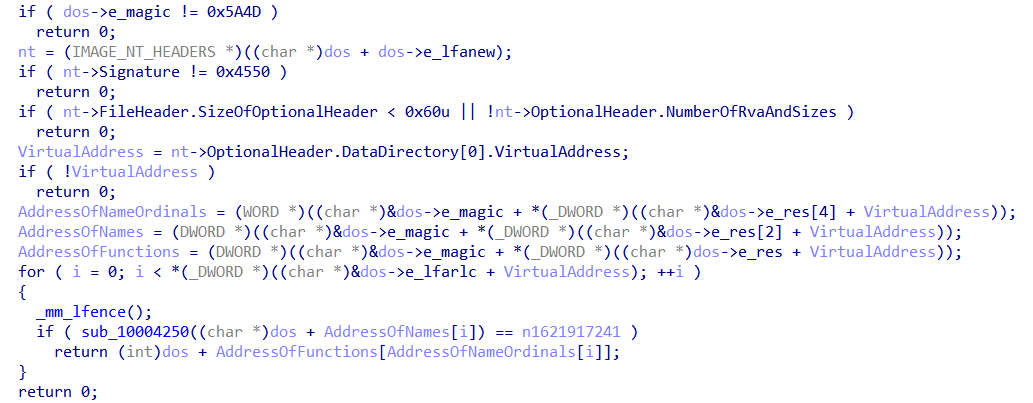 if ( dos->e_magic != 0x5A4D )
  return 0;
nt = (IMAGE_NT_HEADERS *)((char *)dos + dos->e_lfanew);
if ( nt->Signature != 0x4550 )
  return 0;
if ( nt->FileHeader.SizeOfOptionalHeader < 0x60u || !nt->OptionalHeader.NumberOfRvaAndSizes )
  return 0;
VirtualAddress = nt->OptionalHeader.DataDirectory[0].VirtualAddress;
if ( !VirtualAddress )
  return 0;
AddressOfNameOrdinals = (WORD *)((char *)&dos->e_magic + *(_DWORD *)((char *)&dos->e_res[4] + VirtualAddress));
AddressOfNames = (DWORD *)((char *)&dos->e_magic + *(_DWORD *)((char *)&dos->e_res[2] + VirtualAddress));
AddressOfFunctions = (DWORD *)((char *)&dos->e_magic + *(_DWORD *)((char *)dos->e_res + VirtualAddress));
for ( i = 0; i < *(_DWORD *)((char *)&dos->e_lfarlc + VirtualAddress); ++i )
{
  _mm_lfence();
  if ( sub_10004250((char *)dos + AddressOfNames[i]) == n1621917241 )
    return (int)dos + AddressOfFunctions[AddressOfNameOrdinals[i]];
}
return 0;